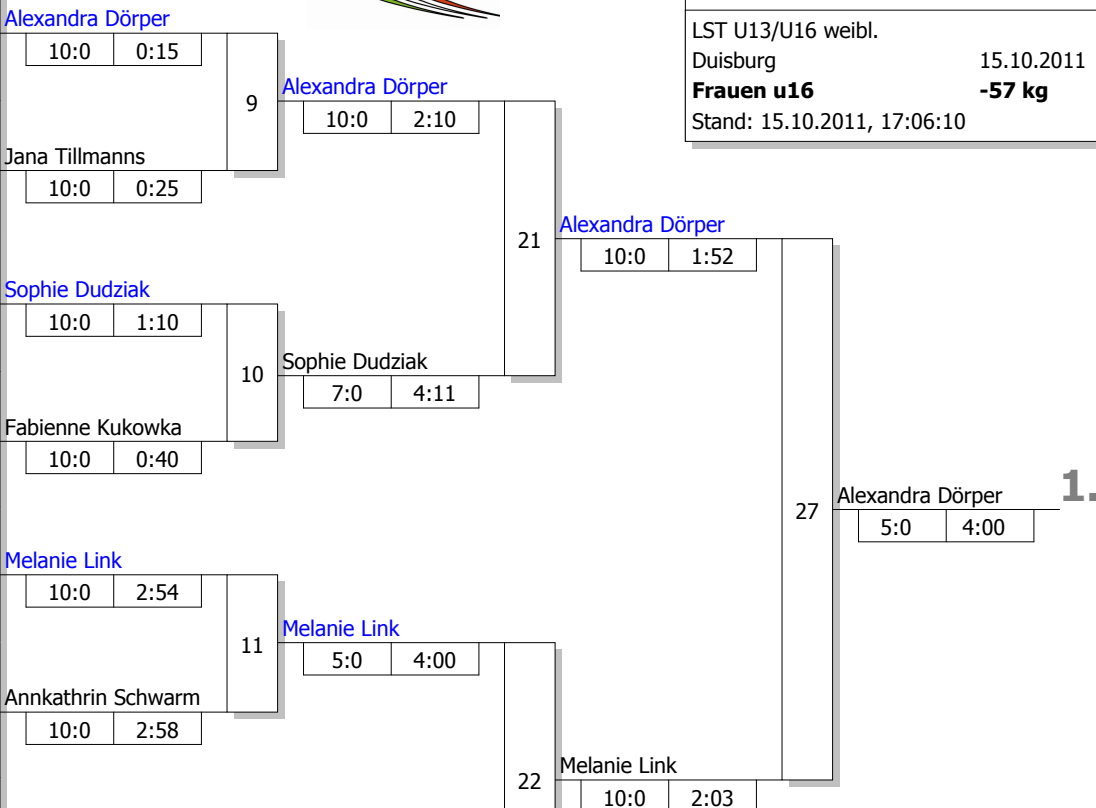 LST U13/U16 weibl.
Duisburg 15.10.2011
Frauen u16 -57 kg
Stand: 15.10.2011, 17:06:10
Alexandra Dörper
10:0 0:15
9
Jana Tillmanns
10:0 0:25
Alexandra Dörper
10:0 2:10
21
Sophie Dudziak
10:0 1:10
10
Fabienne Kukowka
10:0 0:40
Sophie Dudziak
7:0 4:11
Alexandra Dörper
10:0 1:52
27
Alexandra Dörper 1.
5:0 4:00
Melanie Link
10:0 2:54
11
Annkathrin Schwarm
10:0 2:58
Melanie Link
5:0 4:00
22
Melanie Link
10:0 2:03